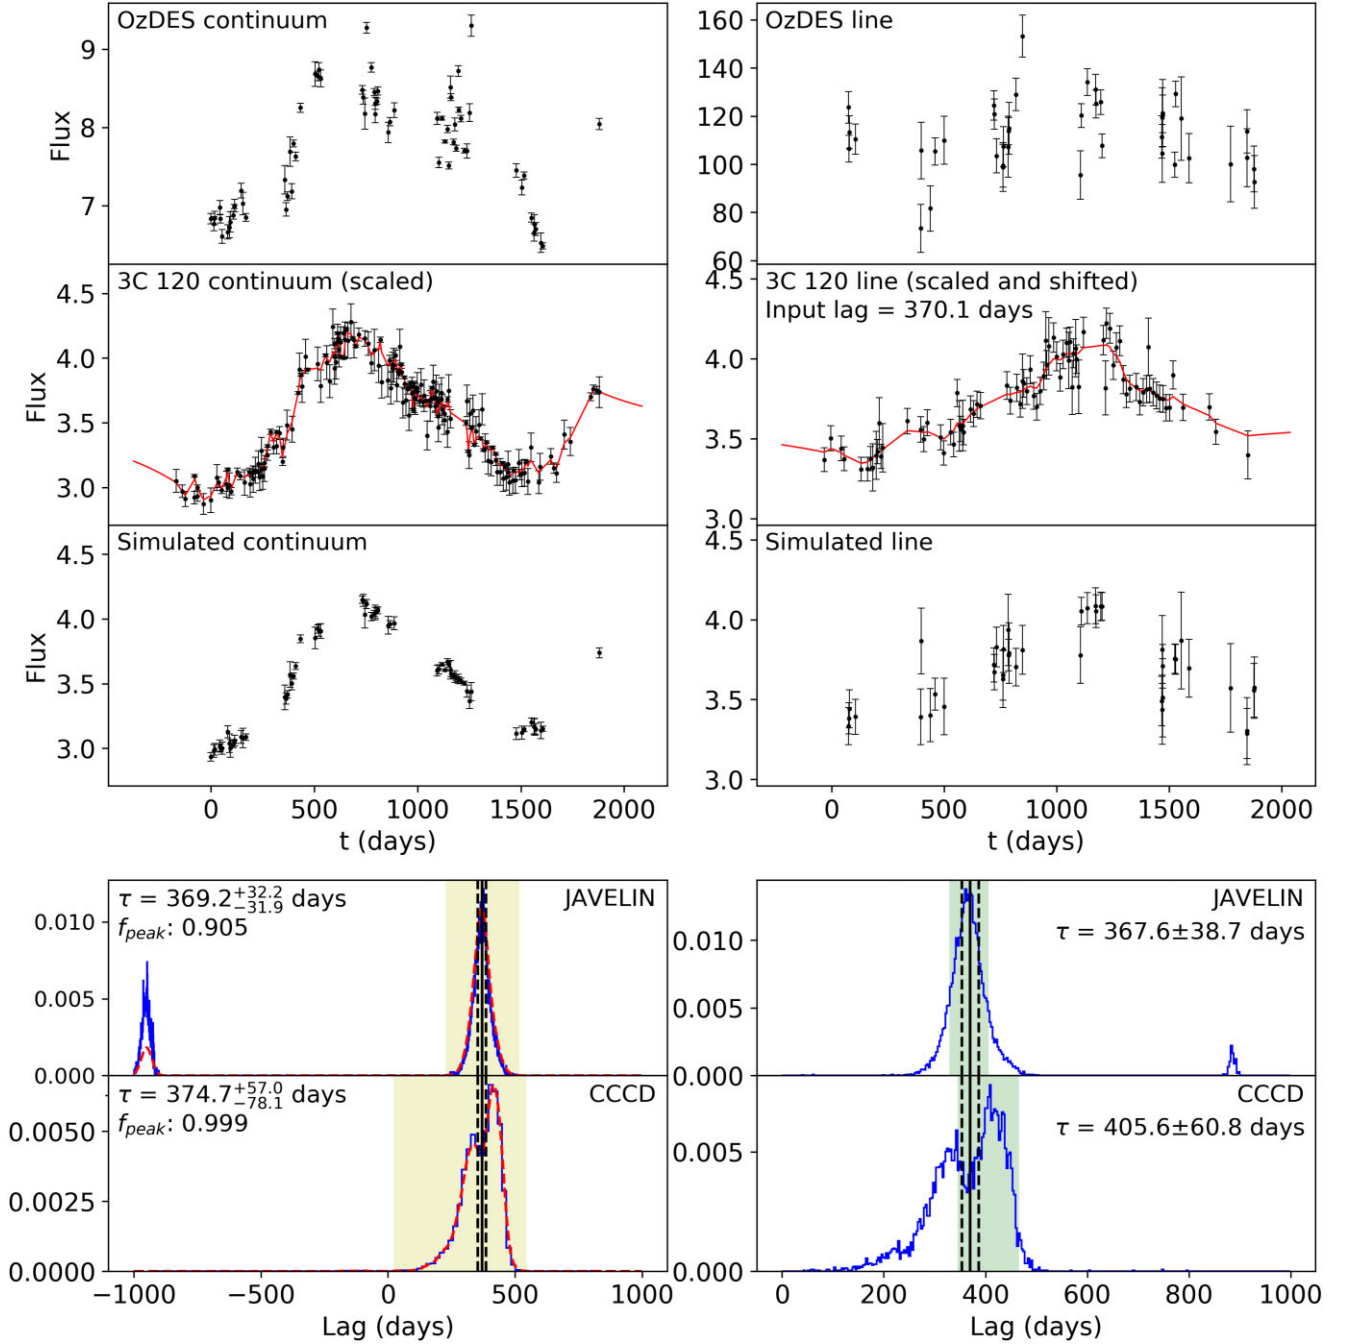 OzDES continuum
9
8
7
Flux
OzDES line
160
140
120
100
80
60
3C 120 continuum (scaled)
4.5
4.0
3.5
3.0
Flux
3C 120 line (scaled and shifted)
Input lag = 370.1 days
4.5
4.0
3.5
3.0
Simulated continuum
4.5
4.0
3.5
3.0
Flux
0 500 1000 1500 2000
t (days)
Simulated line
4.5
4.0
3.5
3.0
0 500 1000 1500 2000
t (days)
τ = 369.2+32.2−31.9 days
fpeak: 0.905
JAVELIN
0.010
0.005
0.000
τ = 374.7+57.0−78.1 days
fpeak: 0.999
CCCD
0.0050
0.0025
0.0000
−1000 −500 0 500 1000
Lag (days)
JAVELIN
τ = 367.6±38.7 days
0.010
0.005
0.000
CCCD
τ = 405.6±60.8 days
0.005
0.000
0 200 400 600 800 1000
Lag (days)